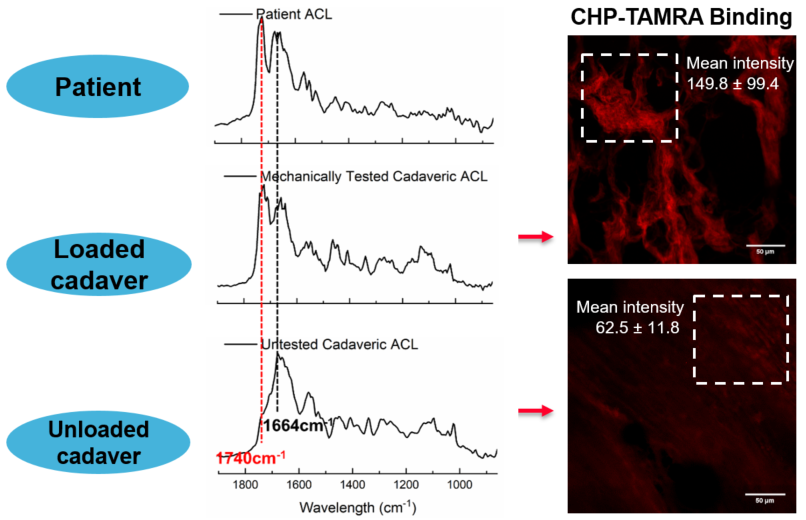 CHP-TAMRA Binding
Patient
Patient ACL
Mean intensity
149.8 ± 99.4
50 µm
Loaded
cadaver
Mechanically Tested Cadaveric ACL
Mean intensity
62.5 ± 11.8
50 µm
Unloaded
cadaver
Untested Cadaveric ACL
1664cm-1
1740cm-1
1800 1600 1400 1200 1000
Wavelength (cm-1)